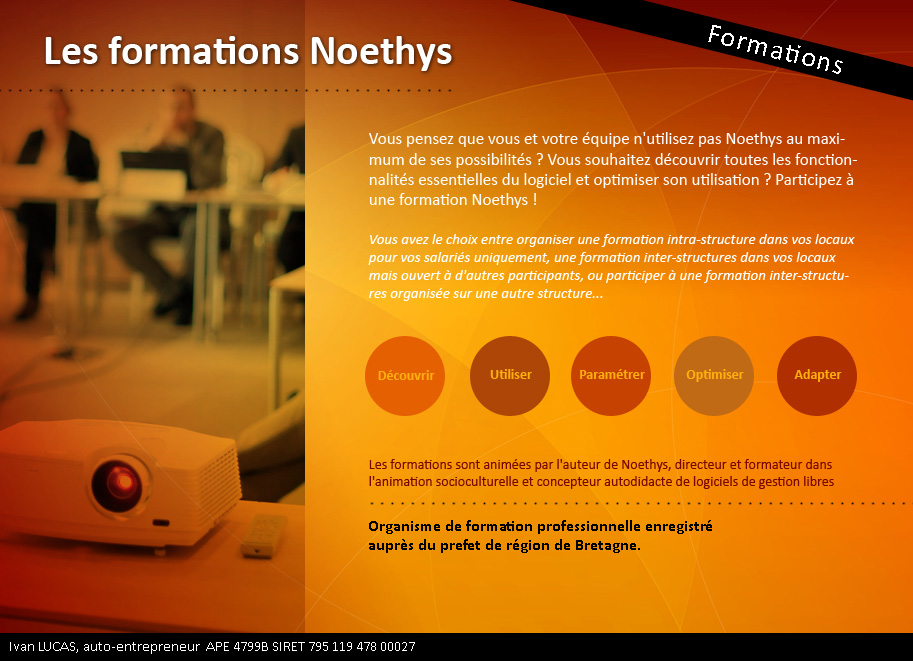 Les formations Noethys
Formations
Vous pensez que vous et votre équipe n'utilisez pas Noethys au maxi-
mum de ses possibilités ? Vous souhaitez découvrir toutes les fonction-
nalités essentielles du logiciel et optimiser son utilisation ? Participez à
une formation Noethys !
Vous avez le choix entre organiser une formation intra-structure dans vos locaux
pour vos salariés uniquement, une formation inter-structures dans vos locaux
mais ouvert à d'autres participants, ou participer à une formation inter-structu-
res organisée sur une autre structure...
Découvrir
Utiliser
Paramétrer
Optimiser
Adapter
Les formations sont animées par l'auteur de Noethys, directeur et formateur dans
l'animation socioculturelle et concepteur autodidacte de logiciels de gestion libres
Organisme de formation professionnelle enregistré
auprès du prefet de région de Bretagne.
Ivan LUCAS, auto-entrepreneur APE 4799B SIRET 795 119 478 00027